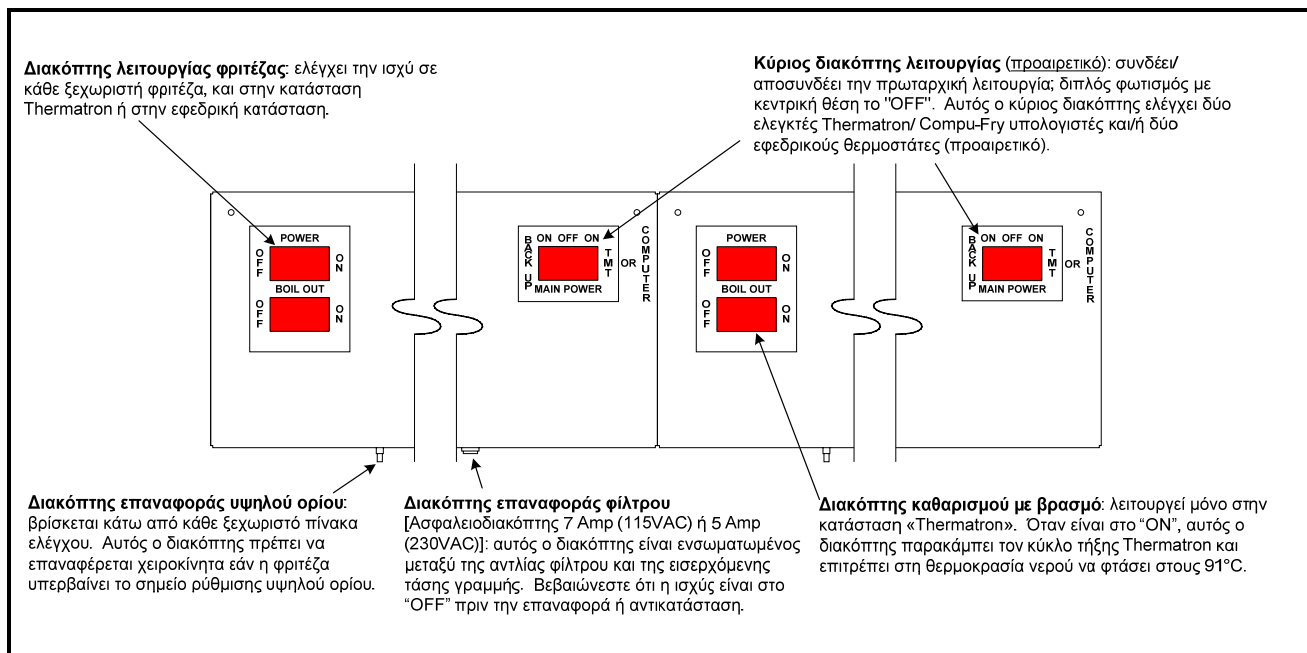 Διακόπτης λειτουργίας φριτέζας: ελέγχει την ισχύ σε
κάθε ξεχωριστή φριτέζα, και στην κατάσταση
Thermatron ή στην εφεδρική κατάσταση.
Κύριος διακόπτης λειτουργίας (προαιρετικό): συνδέει/
αποσυνδέει την πρωταρχική λειτουργία; διπλός φωτισμός με
κεντρική θέση το "OFF". Αυτός ο κύριος διακόπτης ελέγχει δύο
ελεγκτές Thermatron/ Compu-Fry υπολογιστές και/ή δύο
εφεδρικούς θερμοστάτες (προαιρετικό).
POWER
OFF
ON
BOIL OUT
OFF
ON
ON OFF ON
BACK UP
TMT
OR
COMPUTER
MAIN POWER
POWER
OFF
ON
BOIL OUT
OFF
ON
ON OFF ON
BACK UP
TMT
OR
COMPUTER
MAIN POWER
Διακόπτης επαναφοράς υψηλού ορίου:
βρίσκεται κάτω από κάθε ξεχωριστό πίνακα
ελέγχου. Αυτός ο διακόπτης πρέπει να
επαναφέρεται χειροκίνητα εάν η φριτέζα
υπερβαίνει το σημείο ρύθμισης υψηλού ορίου.
Διακόπτης επαναφοράς φίλτρου
[Ασφαλειοδιακόπτης 7 Amp (115VAC) ή 5 Amp
(230VAC)]: αυτός ο διακόπτης είναι ενσωματωμένος
μεταξύ της αντλίας φίλτρου και της εισερχόμενης
τάσης γραμμής. Βεβαιώνεστε ότι η ισχύς είναι στο
“OFF” πριν την επαναφορά ή αντικατάσταση.
Διακόπτης καθαρισμού με βρασμό: λειτουργεί μόνο στην
κατάσταση «Thermatron». Όταν είναι στο “ON”, αυτός ο
διακόπτης παρακάμπτει τον κύκλο τήξης Thermatron και
επιτρέπει στη θερμοκρασία νερού να φτάσει στους 91°C.